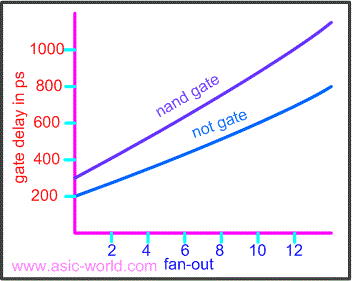 gate delay in ps
1000
800
600
400
200
nand gate
not gate
2 4 6 8 10 12
fan-out
www.asic-world.com